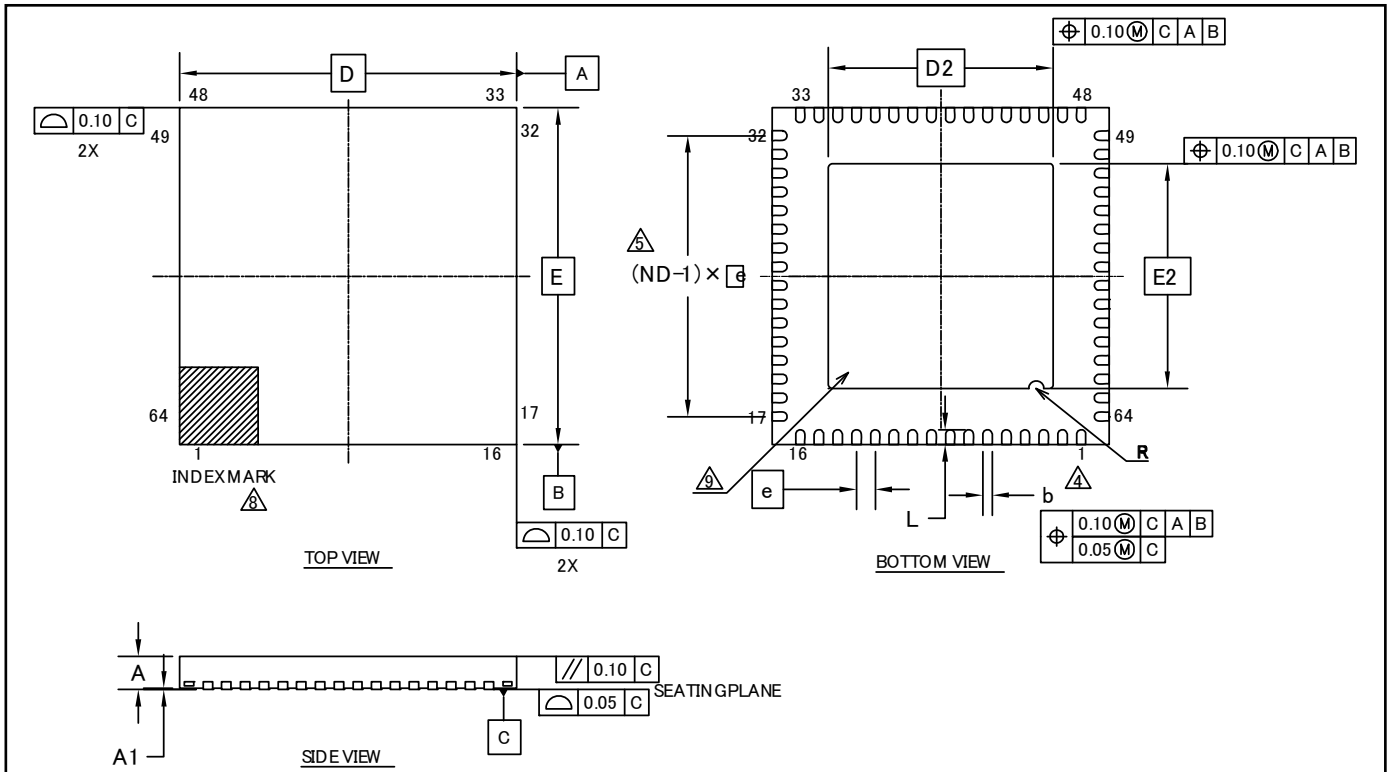 ⌖ 0.10 Ⓜ C A B
D
A
D2
48
33
33
48
⌓ 0.10 C
2X
49
32
32
49
⌖ 0.10 Ⓜ C A B
5
(ND-1)× e
E
E2
64
17
17
64
1
16
16
1
R
INDEXMARK
8
B
9
e
L
b
4
⌖ 0.10 Ⓜ C A B
0.05 Ⓜ C
⌓ 0.10 C
2X
TOP VIEW
BOTTOM VIEW
A
// 0.10 C
SEATINGPLANE
⌓ 0.05 C
C
A1
SIDE VIEW